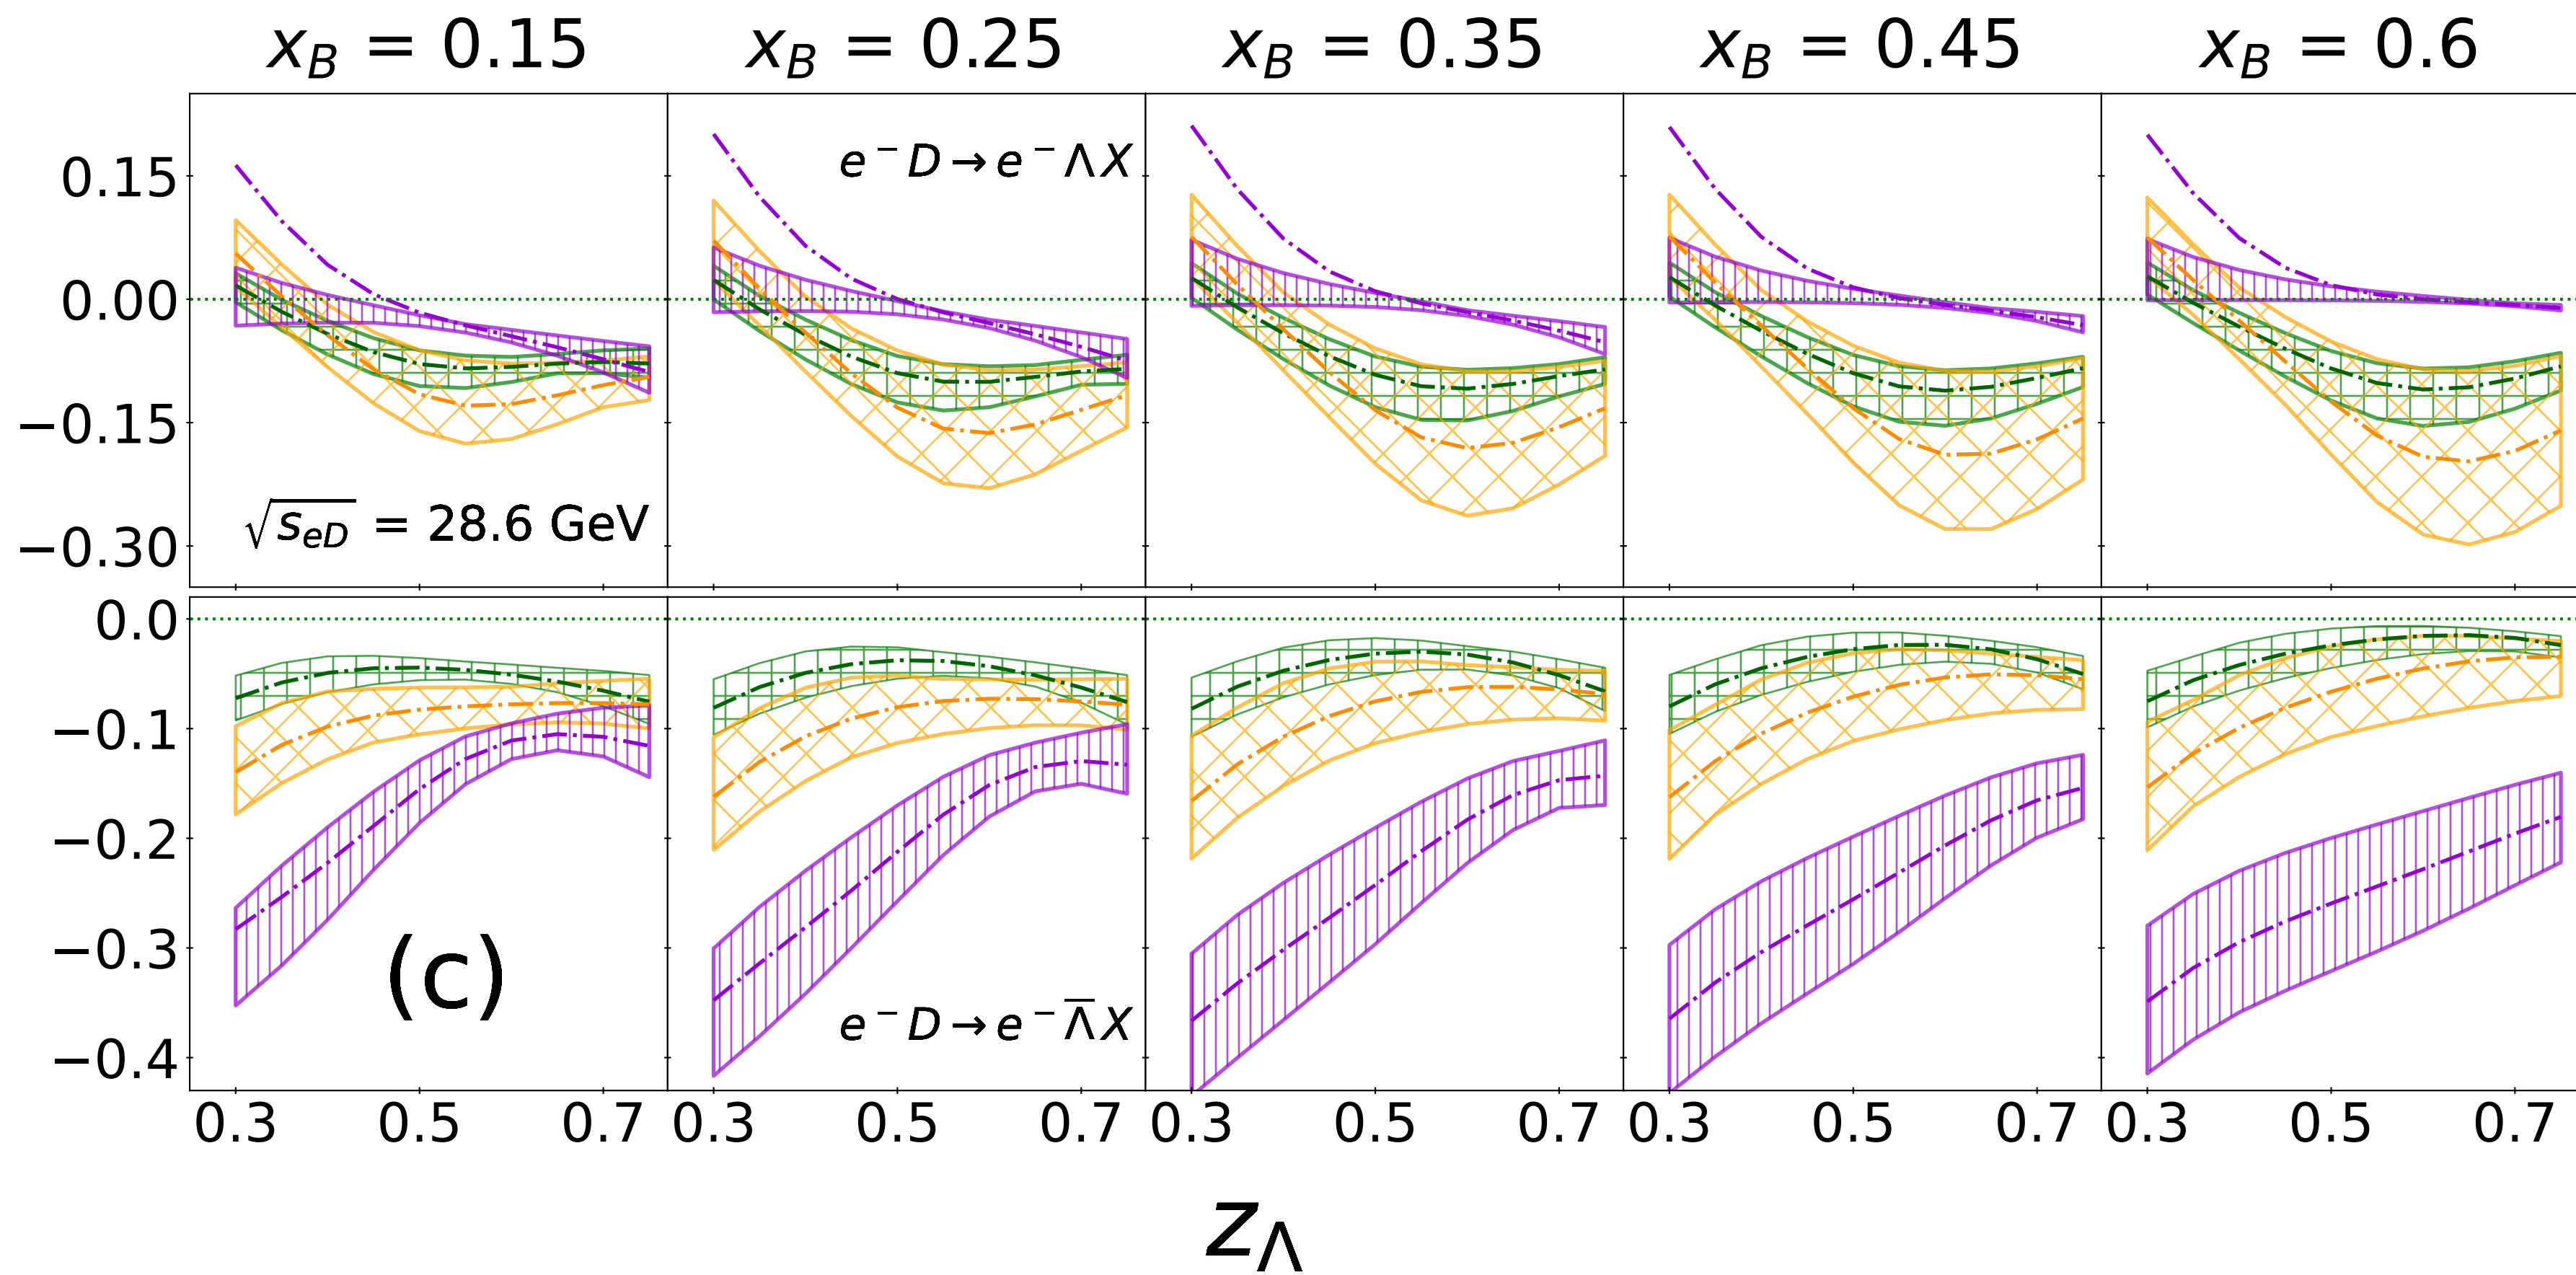 x_B = 0.15 x_B = 0.25 x_B = 0.35 x_B = 0.45 x_B = 0.6
0.15
e⁻D→e⁻ΛX
0.00
−0.15
√s_eD = 28.6 GeV
−0.30
0.0
−0.1
−0.2
−0.3
(c)
e⁻D→e⁻Λ̅X
−0.4
0.3 0.5 0.7 0.3 0.5 0.7 0.3 0.5 0.7 0.3 0.5 0.7 0.3 0.5 0.7
z_Λ